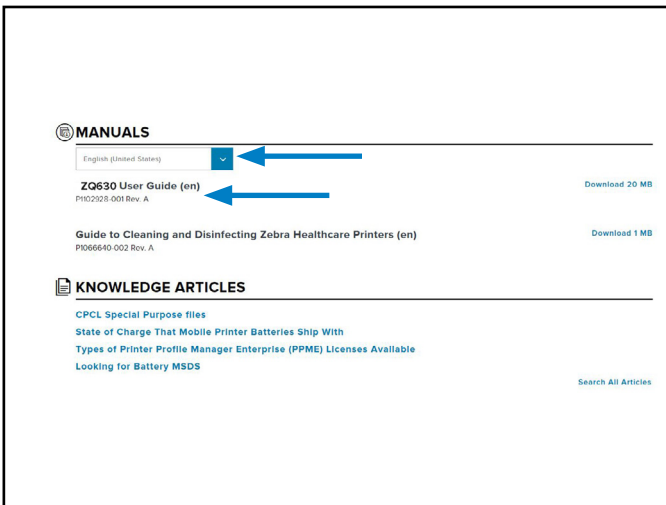 MANUALS
English (United States)
ZQ630 User Guide (en)
Download 20 MB
P1102928-001 Rev. A
Guide to Cleaning and Disinfecting Zebra Healthcare Printers (en)
Download 1 MB
P1066640-002 Rev. A
KNOWLEDGE ARTICLES
CPCL Special Purpose files
State of Charge That Mobile Printer Batteries Ship With
Types of Printer Profile Manager Enterprise (PPME) Licenses Available
Looking for Battery MSDS
Search All Articles